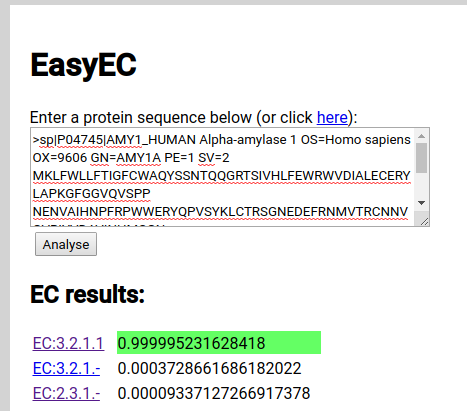 EasyEC
Enter a protein sequence below (or click here):
>sp|P04745|AMY1_HUMAN Alpha-amylase 1 OS=Homo sapiens
OX=9606 GN=AMY1A PE=1 SV=2
MKLFWLLFTIGFCWAQYSSNTQQGRTSIVHLFEWRWVDIALECERY
LAPKGFGGVQVSPP
NENVAIHNPFRPWWERYQPVSYKLCTRSGNEDEFRNMVTRCNNV
Analyse
EC results:
EC:3.2.1.1 0.999995231628418
EC:3.2.1.- 0.0003728661686182022
EC:2.3.1.- 0.00009337127266917378